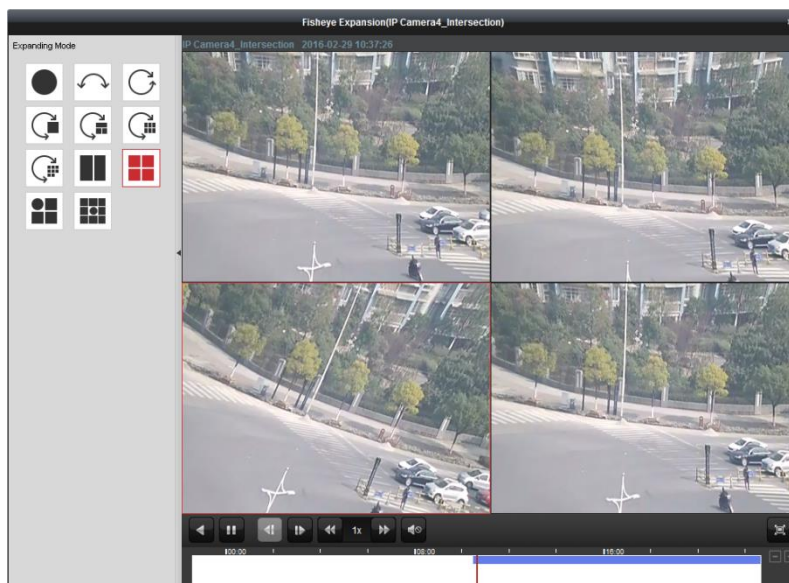 Fisheye Expansion(IP Camera4_Intersection)
Expanding Mode
IP Camera4_Intersection 2016-02-29 10:37:26
1x
00:00
08:00
16:00